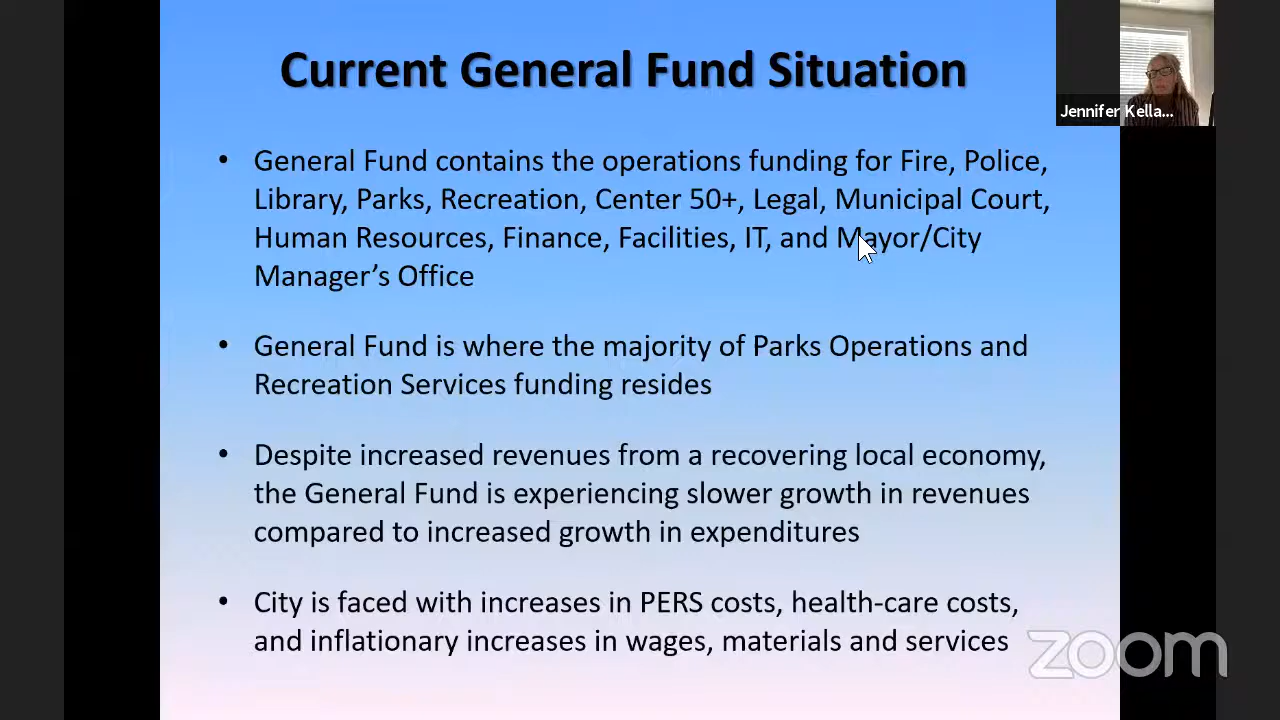 Current General Fund Situation
Jennifer Kella...
• General Fund contains the operations funding for Fire, Police,
Library, Parks, Recreation, Center 50+, Legal, Municipal Court,
Human Resources, Finance, Facilities, IT, and Mayor/City
Manager’s Office
• General Fund is where the majority of Parks Operations and
Recreation Services funding resides
• Despite increased revenues from a recovering local economy,
the General Fund is experiencing slower growth in revenues
compared to increased growth in expenditures
• City is faced with increases in PERS costs, health-care costs,
and inflationary increases in wages, materials and services
zoom